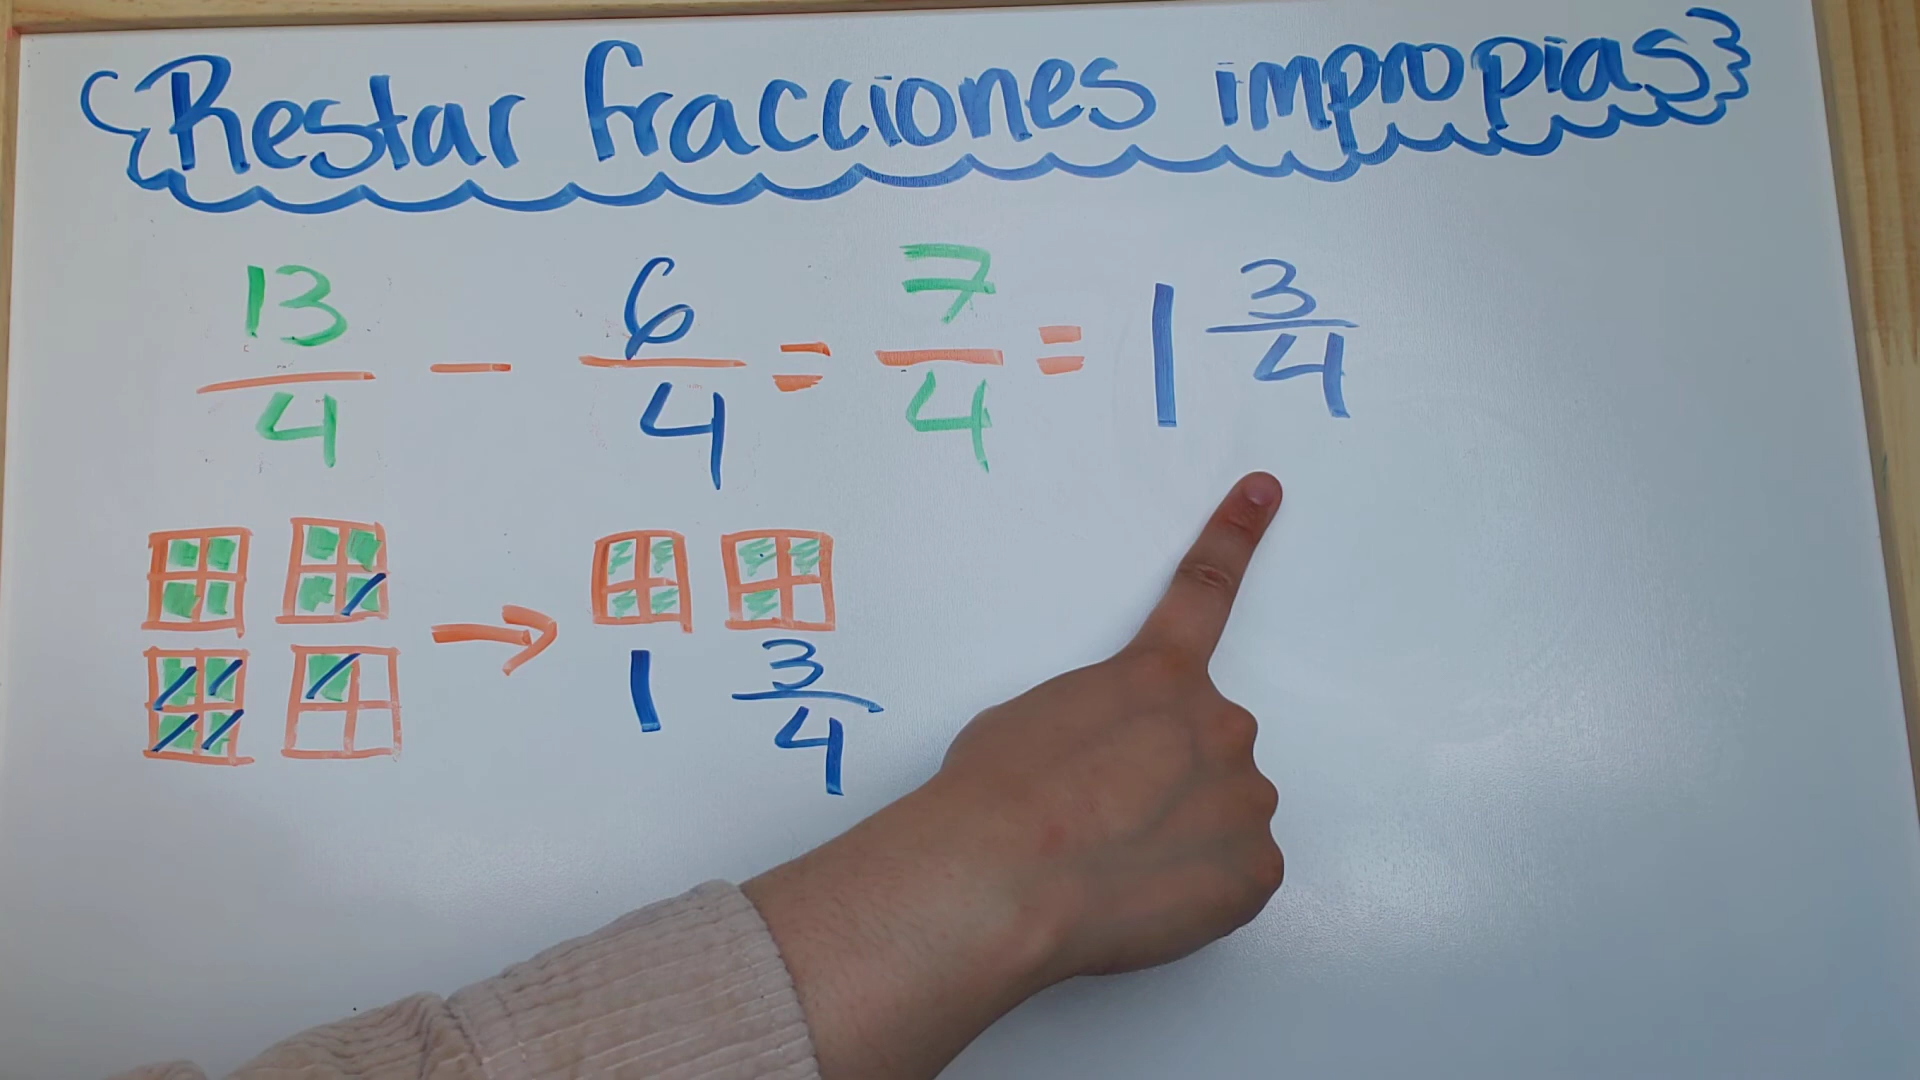 Restar fracciones impropias
13/4 - 6/4 = 7/4 = 1 3/4
1 3/4